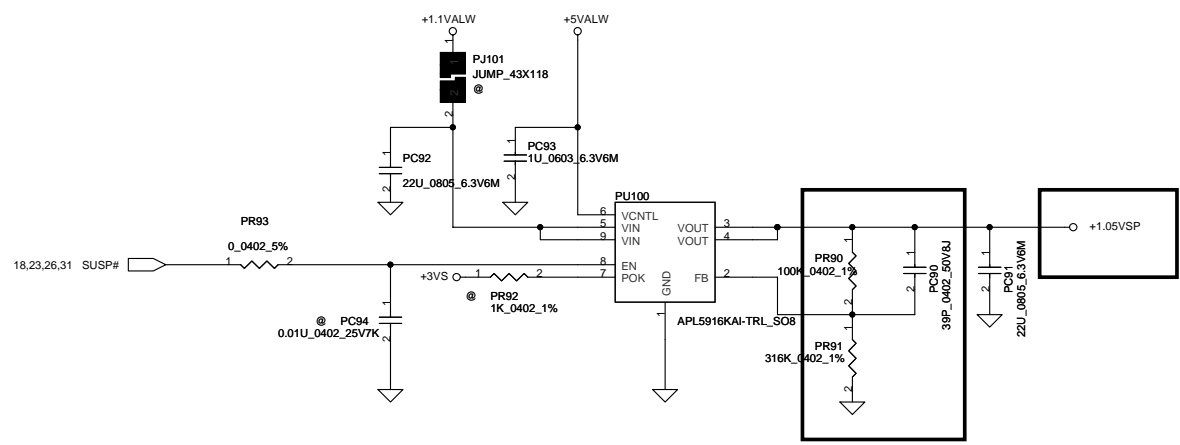 +1.1VALW
+5VALW
1
PJ101
JUMP_43X118
@
1
2
2
1
PC92
22U_0805_6.3V6M
2
1
PC93
1U_0603_6.3V6M
2
PU100
6 VCNTL
5 VIN
9 VIN
8 EN
7 POK
VOUT 3
VOUT 4
FB 2
GND
1
APL5916KAI-TRL_SO8
PR93
0_0402_5%
18,23,26,31 SUSP#
1 2
+3VS
1 2
@
PR92
1K_0402_1%
1
@ PC94
0.01U_0402_25V7K
2
1
PR90
100K_0402_1%
2
1
2
PC90
39P_0402_50V8J
1
2
PC91
22U_0805_6.3V6M
+1.05VSP
1
PR91
316K_0402_1%
2